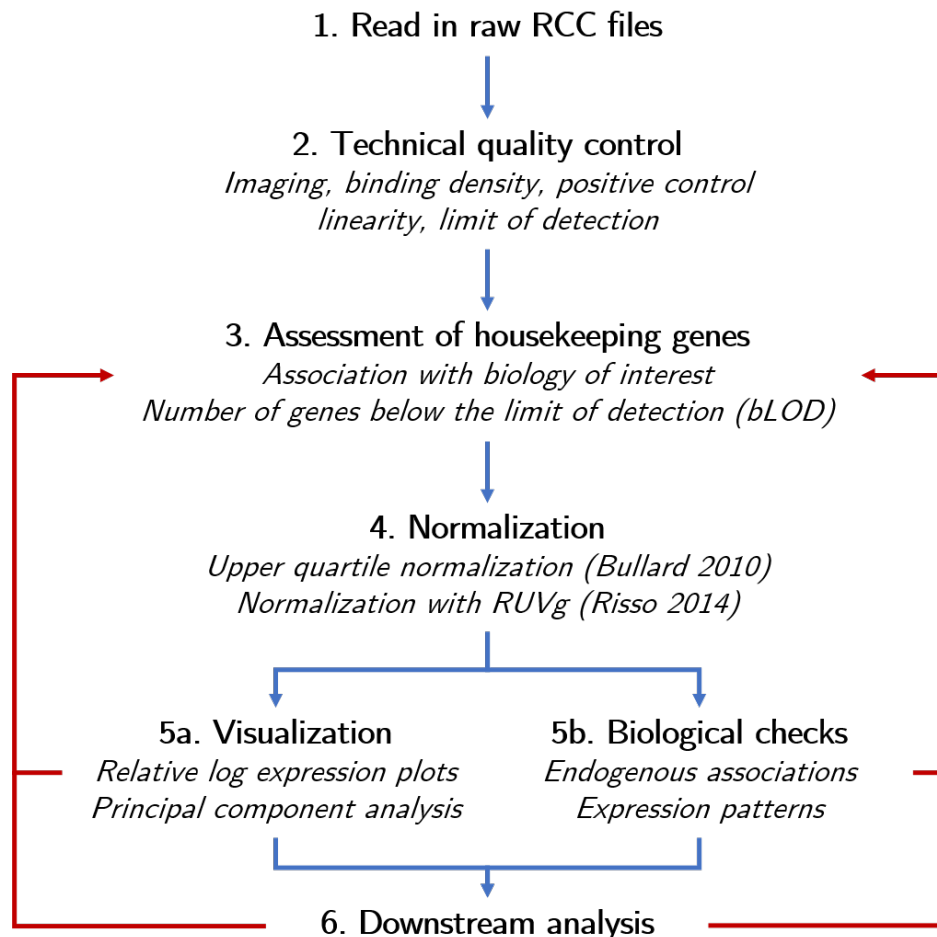 1. Read in raw RCC files
2. Technical quality control
Imaging, binding density, positive control
linearity, limit of detection
3. Assessment of housekeeping genes
Association with biology of interest
Number of genes below the limit of detection (bLOD)
4. Normalization
Upper quartile normalization (Bullard 2010)
Normalization with RUVg (Risso 2014)
5a. Visualization
Relative log expression plots
Principal component analysis
5b. Biological checks
Endogenous associations
Expression patterns
6. Downstream analysis